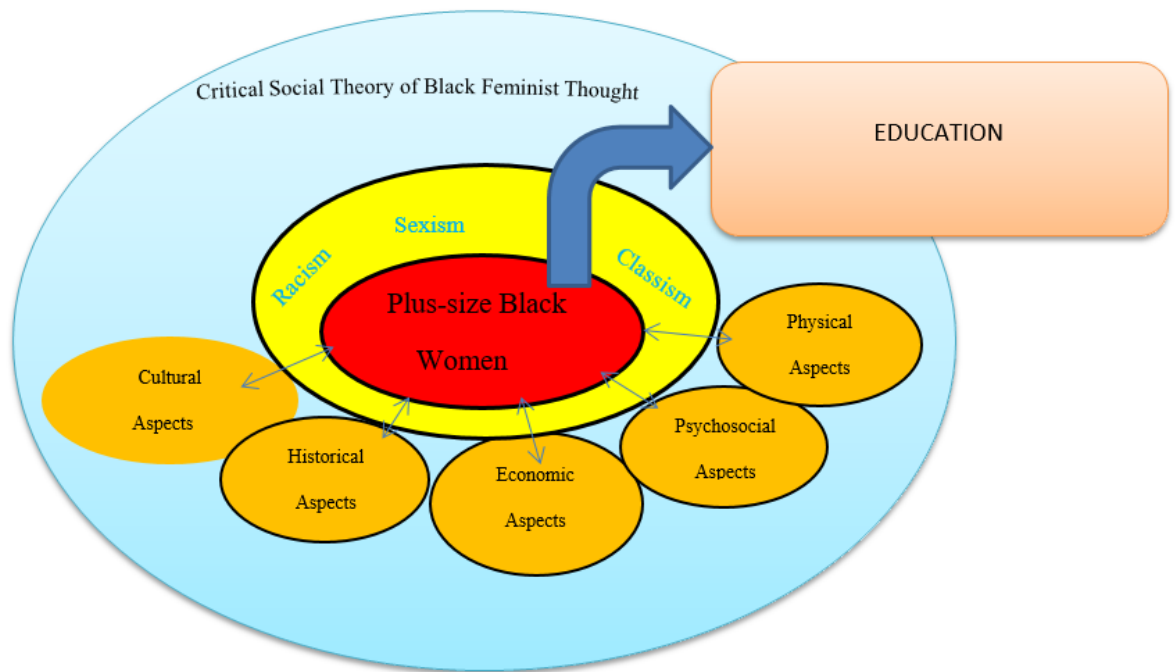 Critical Social Theory of Black Feminist Thought
EDUCATION
Sexism
Racism
Classism
Plus-size Black
Women
Physical
Aspects
Cultural
Aspects
Psychosocial
Aspects
Historical
Aspects
Economic
Aspects